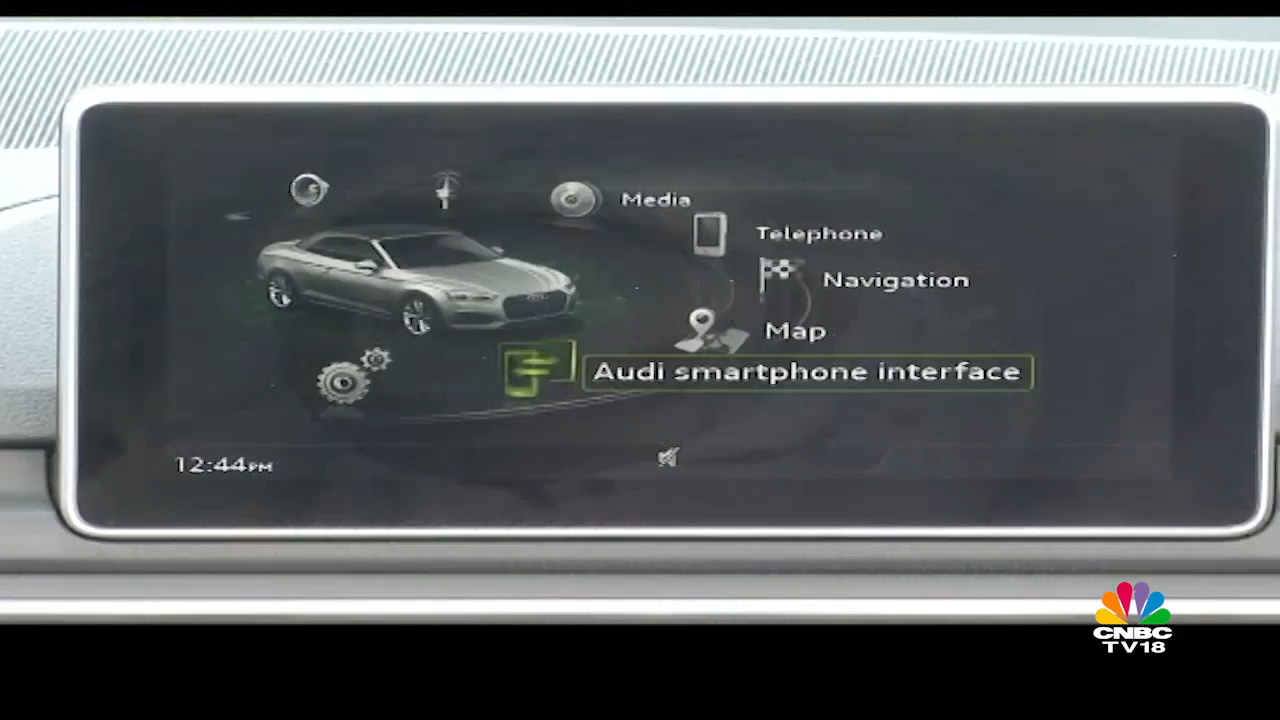 Media
Telephone
Navigation
Map
Audi smartphone interface
12:44PM
CNBC
TV18